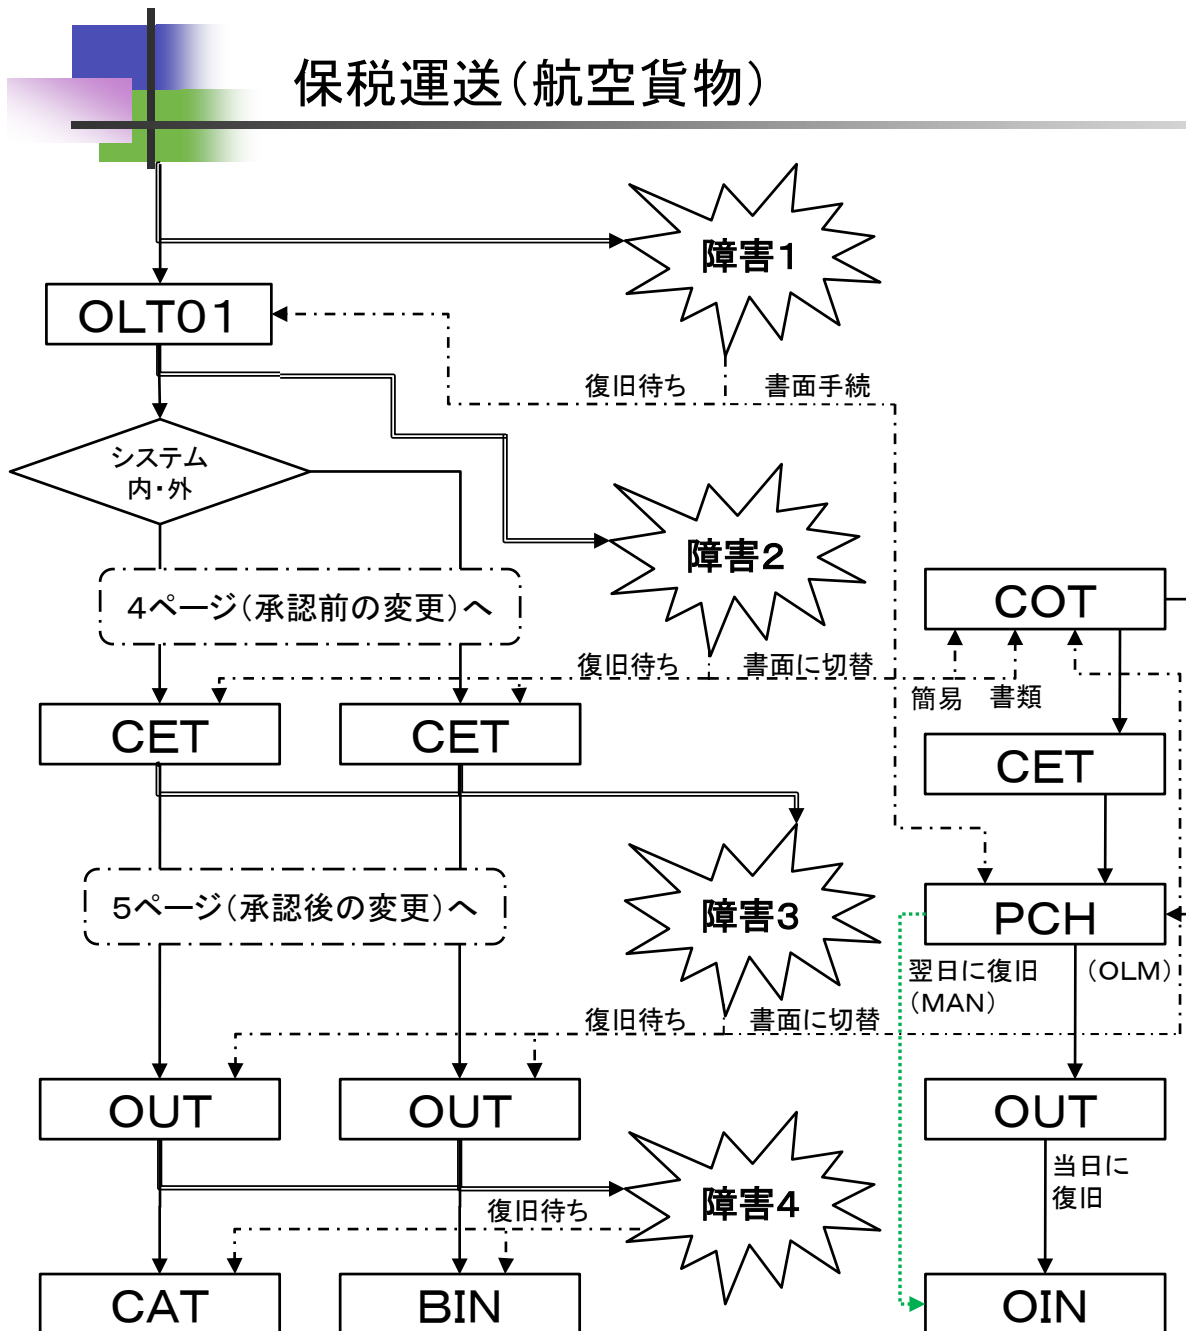 保税運送（航空貨物）
障害１
ＯＬＴ０１
復旧待ち
書面手続
システム
内・外
障害２
４ページ（承認前の変更）へ
ＣＯＴ
復旧待ち
書面に切替
簡易
書類
ＣＥＴ
ＣＥＴ
ＣＥＴ
５ページ（承認後の変更）へ
障害３
ＰＣＨ
翌日に復旧
（ＭＡＮ）
（ＯＬＭ）
復旧待ち
書面に切替
ＯＵＴ
ＯＵＴ
ＯＵＴ
障害４
当日に
復旧
復旧待ち
ＣＡＴ
ＢＩＮ
ＯＩＮ